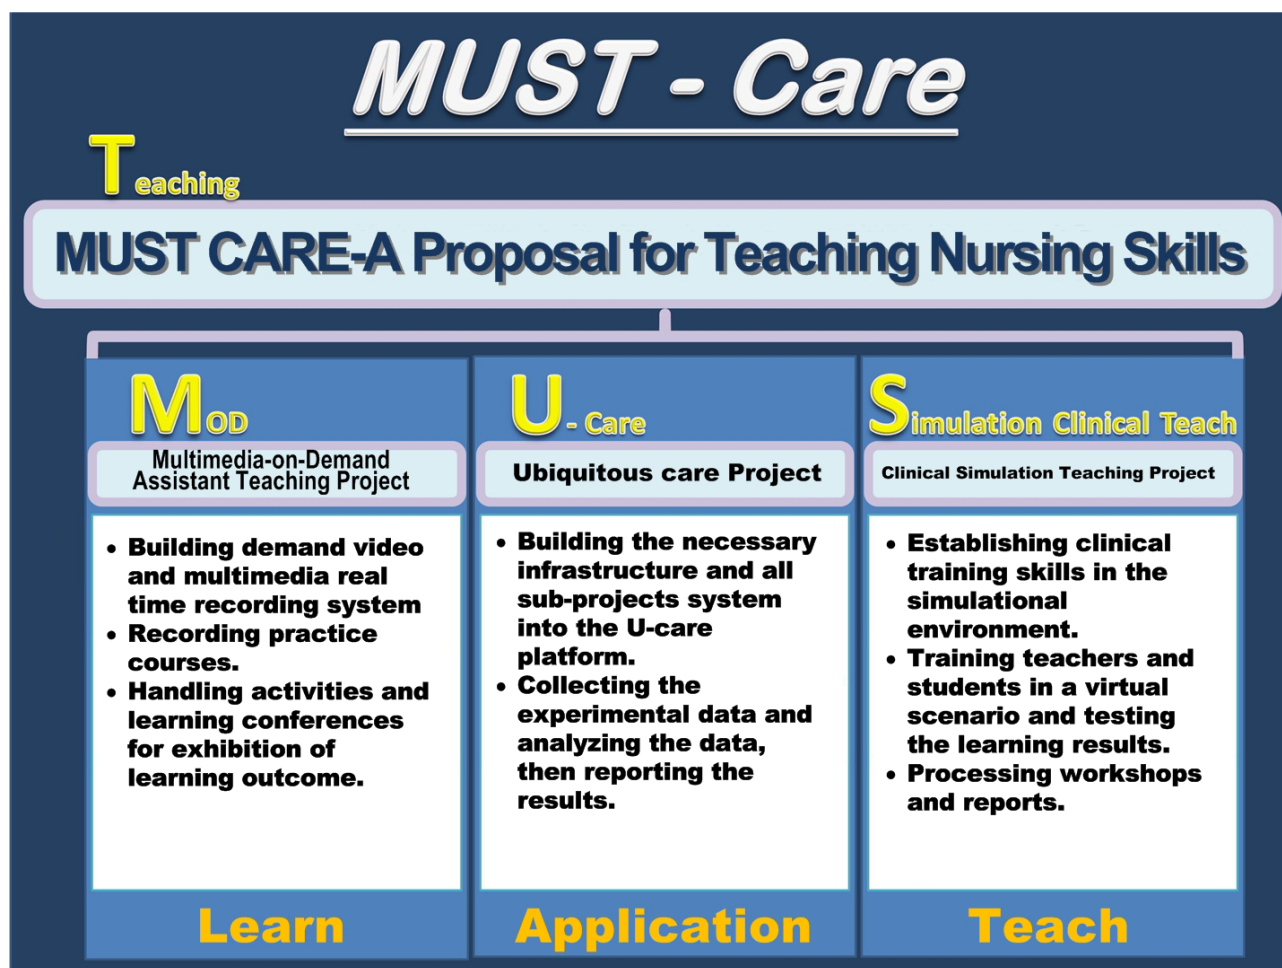 MUST - Care
Teaching
MUST CARE-A Proposal for Teaching Nursing Skills
MOD
Multimedia-on-Demand
Assistant Teaching Project
• Building demand video
and multimedia real
time recording system
• Recording practice
courses.
• Handling activities and
learning conferences
for exhibition of
learning outcome.
Learn
U- Care
Ubiquitous care Project
• Building the necessary
infrastructure and all
sub-projects system
into the U-care
platform.
• Collecting the
experimental data and
analyzing the data,
then reporting the
results.
Application
Simulation Clinical Teach
Clinical Simulation Teaching Project
• Establishing clinical
training skills in the
simulational
environment.
• Training teachers and
students in a virtual
scenario and testing
the learning results.
• Processing workshops
and reports.
Teach